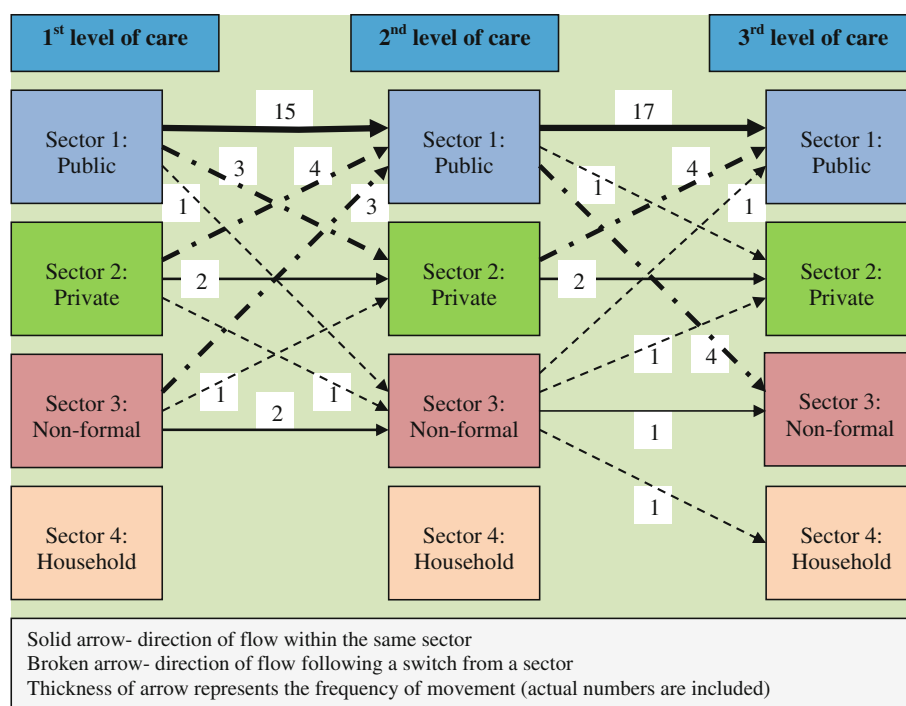 1st level of care
2nd level of care
3rd level of care
15
17
Sector 1:
Public
Sector 1:
Public
Sector 1:
Public
3
4
1
4
1
3
1
Sector 2:
Private
2
Sector 2:
Private
2
Sector 2:
Private
1
4
Sector 3:
Non-formal
1
1
2
Sector 3:
Non-formal
1
Sector 3:
Non-formal
1
Sector 4:
Household
Sector 4:
Household
Sector 4:
Household
Solid arrow- direction of flow within the same sector
Broken arrow- direction of flow following a switch from a sector
Thickness of arrow represents the frequency of movement (actual numbers are included)